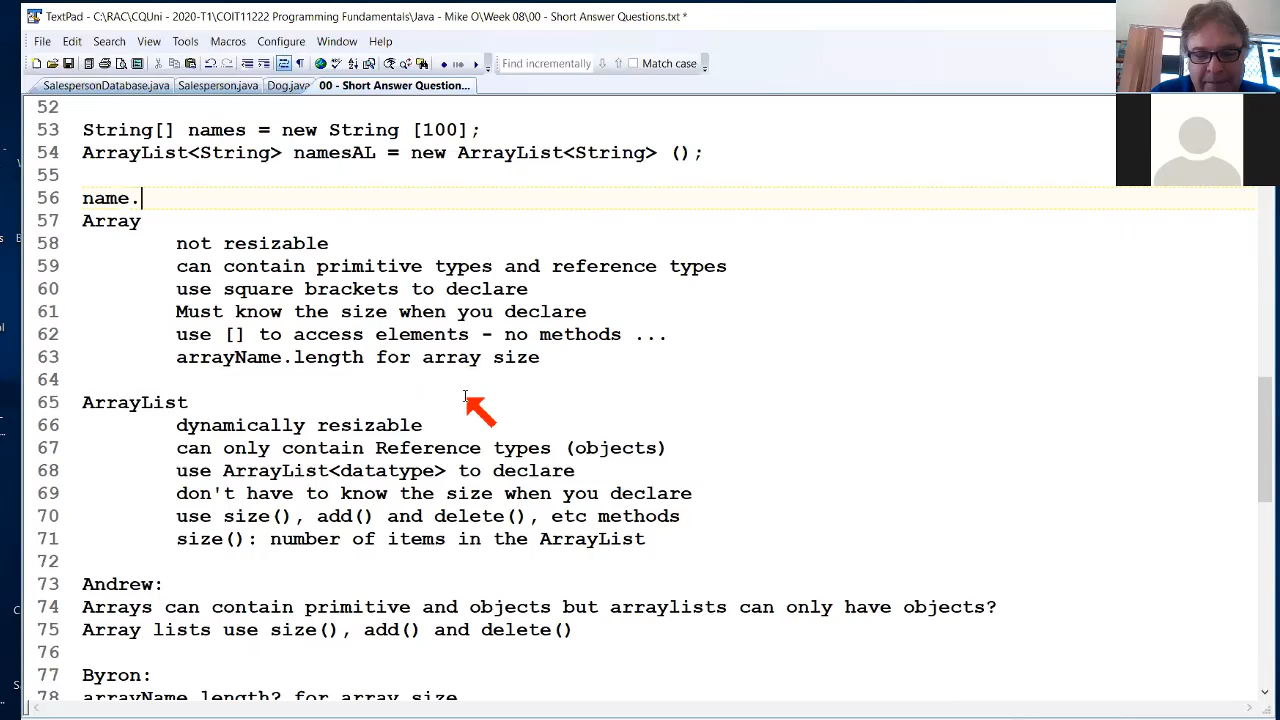 TextPad - C:\RAC\CQUni - 2020-T1\COIT11222 Programming Fundamentals\Java - Mike O\Week 08\00 - Short Answer Questions.txt *
File Edit Search View Tools Macros Configure Window Help
Find incrementally Match case
SalespersonDatabase.java Salesperson.java Dog.java 00 - Short Answer Question...
52
53 String[] names = new String [100];
54 ArrayList<String> namesAL = new ArrayList<String> ();
55
56 name.
57 Array
58 not resizable
59 can contain primitive types and reference types
60 use square brackets to declare
61 Must know the size when you declare
62 use [] to access elements - no methods ...
63 arrayName.length for array size
64
65 ArrayList
66 dynamically resizable
67 can only contain Reference types (objects)
68 use ArrayList<datatype> to declare
69 don't have to know the size when you declare
70 use size(), add() and delete(), etc methods
71 size(): number of items in the ArrayList
72
73 Andrew:
74 Arrays can contain primitive and objects but arraylists can only have objects?
75 Array lists use size(), add() and delete()
76
77 Byron:
78 arrayName.length? for array size